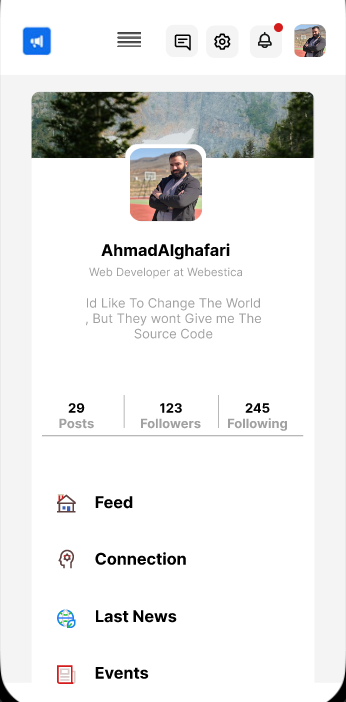 AhmadAlghafari
Web Developer at Webestica
Id Like To Change The World
, But They wont Give me The
Source Code
29 123 245
Posts Followers Following
Feed
Connection
Last News
Events